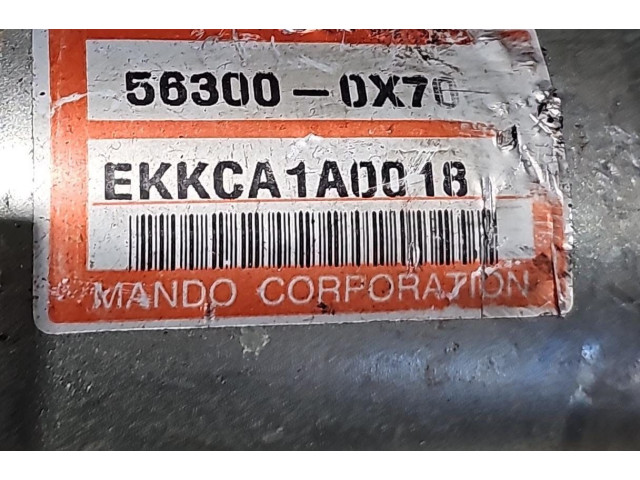 56300-0X70
EKKCA1A0018
MANDO CORPORATION